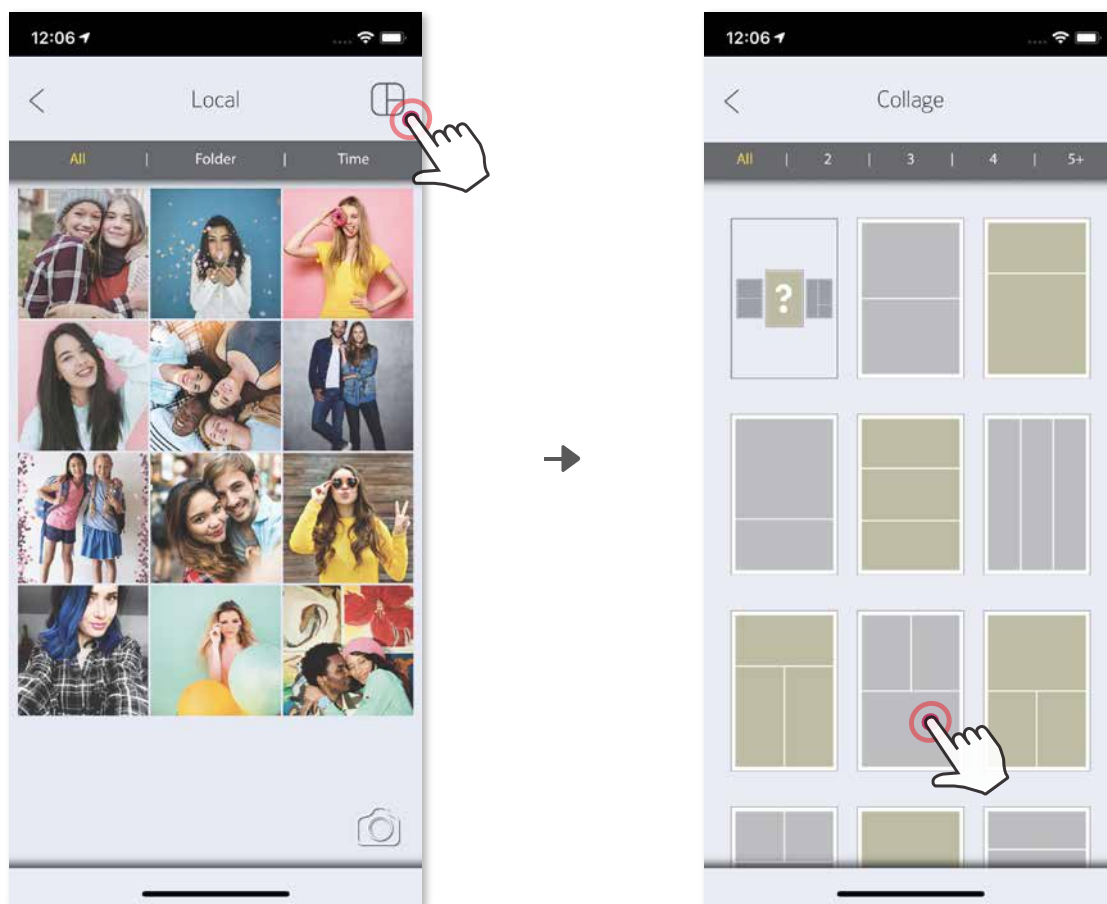 12:06
Local
All | Folder | Time
12:06
Collage
All | 2 | 3 | 4 | 5+
?